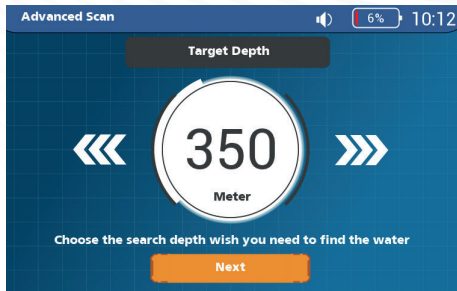 Advanced Scan 6% 10:12
Target Depth
350
Meter
Choose the search depth wish you need to find the water
Next